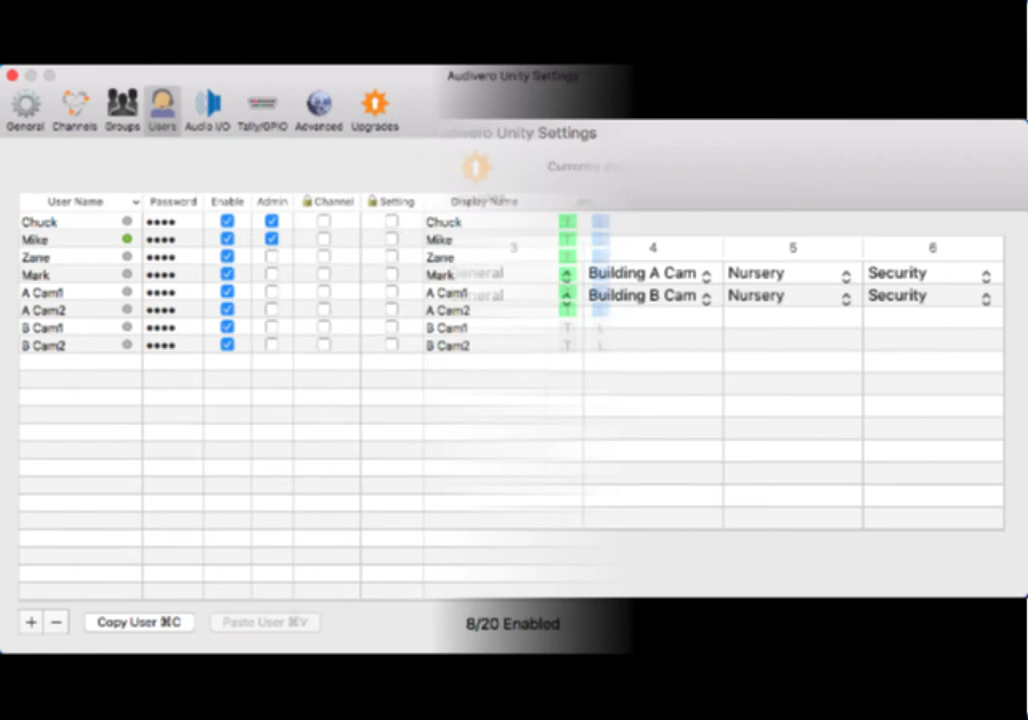 Audivero Unity Settings
General Channels Groups Users Audio I/O Tally/GPIO Advanced Upgrades
Audivero Unity Settings
Currently
User Name Password Enable Admin Channel Setting Display Name
Chuck •••• Chuck T L
Mike •••• Mike T
3 4 5 6
Zane •••• Zane T
Mark •••• Mark General Building A Cam Nursery Security
A Cam1 •••• A Cam1 General Building B Cam Nursery Security
A Cam2 •••• A Cam2
B Cam1 •••• B Cam1 T L
B Cam2 •••• B Cam2 T L
+ − Copy User ⌘C Paste User ⌘V 8/20 Enabled